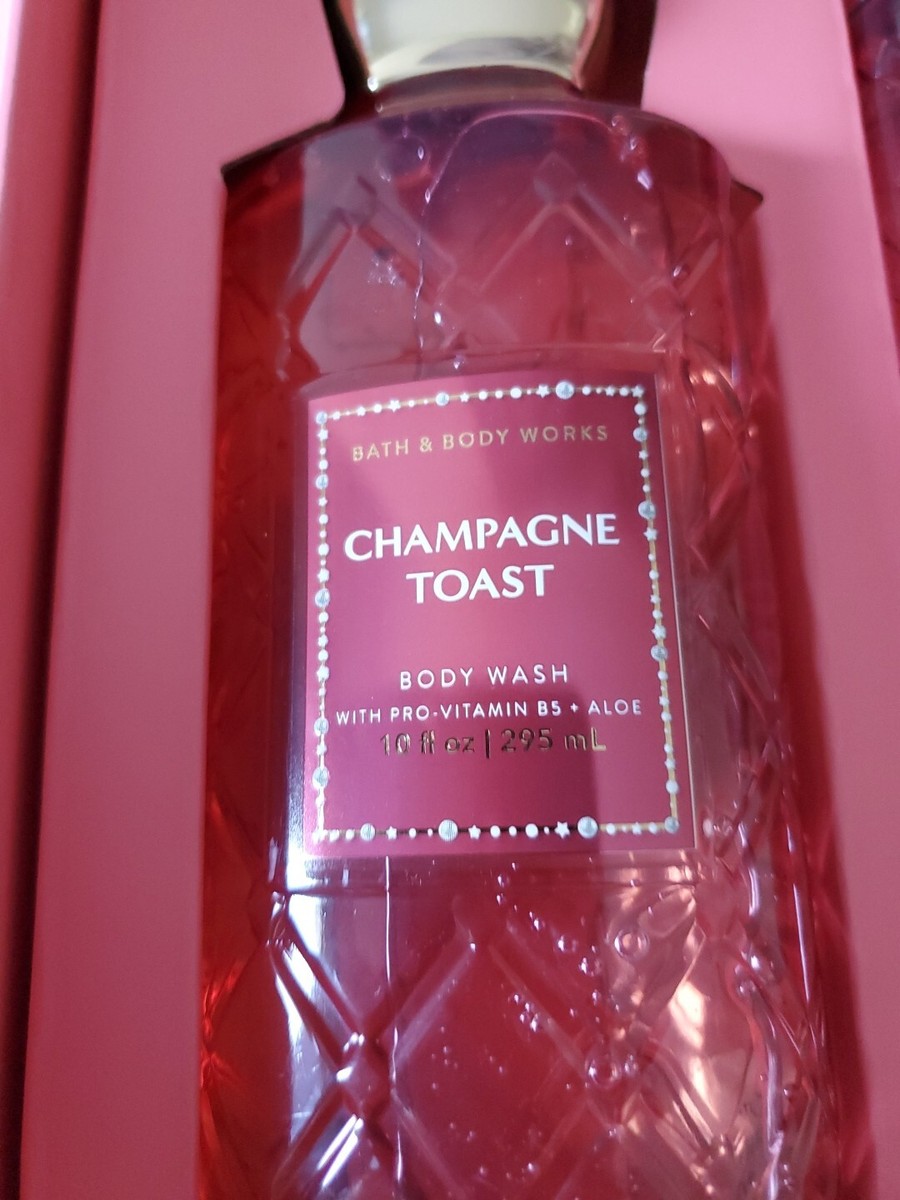 BATH & BODY WORKS
CHAMPAGNE
TOAST
BODY WASH
WITH PRO-VITAMIN B5 + ALOE
10 fl oz | 295 mL